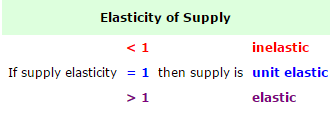 Elasticity of Supply
< 1 inelastic
If supply elasticity = 1 then supply is unit elastic
> 1 elastic